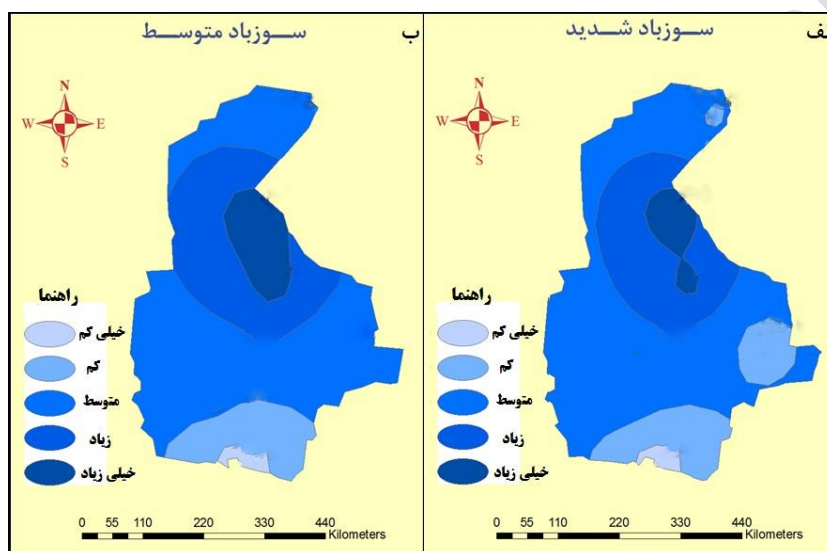 سوزباد شدید
ف
N
W E
S
راهنما
خیلی کم
کم
متوسط
زیاد
خیلی زیاد
0 55 110 220 330 440
Kilometers
سوزباد متوسط
ب
N
W E
S
راهنما
خیلی کم
کم
متوسط
زیاد
خیلی زیاد
0 55 110 220 330 440
Kilometers